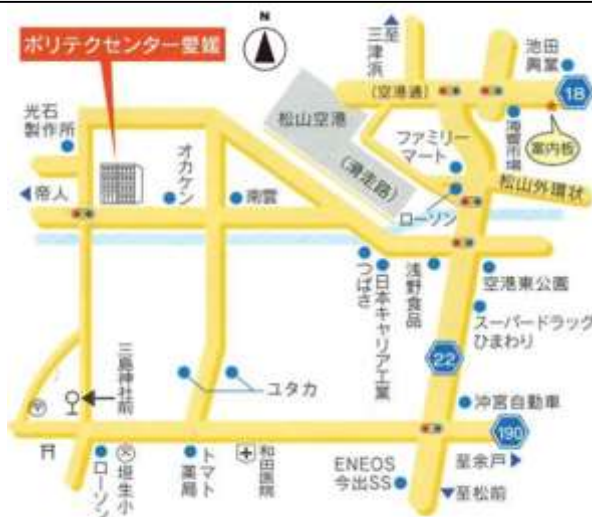 ポリテクセンター愛媛
N
至
三津浜
池田
興業
(空港通)
18
案内板
光石
製作所
松山空港
(滑走路)
ファミリー
マート
松山外環状
オカケン
南雲
帝人
ローソン
つばさ
日本キャリア工業
浅野食品
空港東公園
スーパードラッグ
ひまわり
22
三島神社前
ユタカ
沖宮自動車
190
至余戸
ローソン
文
垣生小
トマト
薬局
和田医院
ENEOS
今出SS
至松前